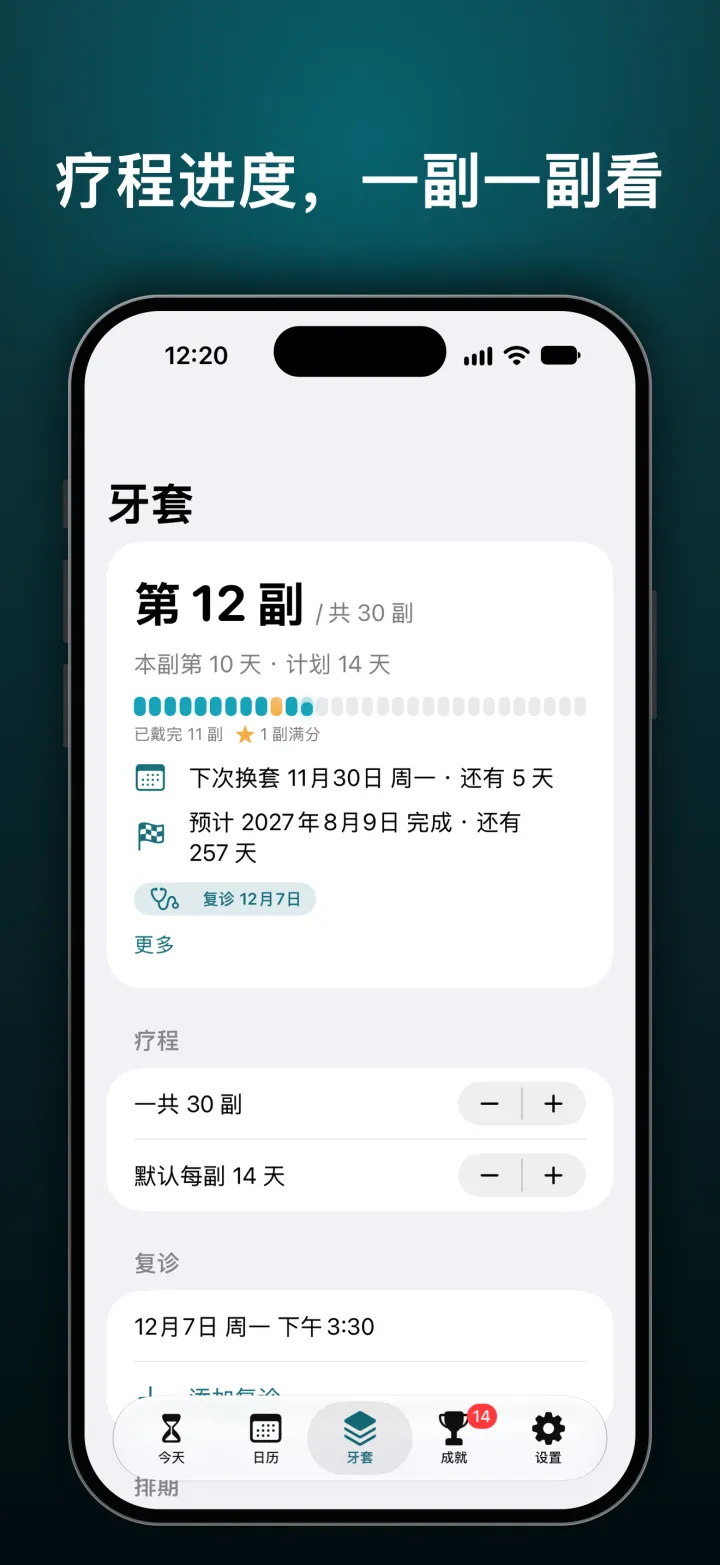 疗程进度，一副一副看
12:20
牙套
第 12 副 / 共 30 副
本副第 10 天 · 计划 14 天
已戴完 11 副 1 副满分
下次换套 11月30日 周一 · 还有 5 天
预计 2027年8月9日 完成 · 还有
257 天
复诊 12月7日
更多
疗程
一共 30 副
默认每副 14 天
复诊
12月7日 周一 下午 3:30
添加复诊
14
今天 日历 牙套 成就 设置
排期